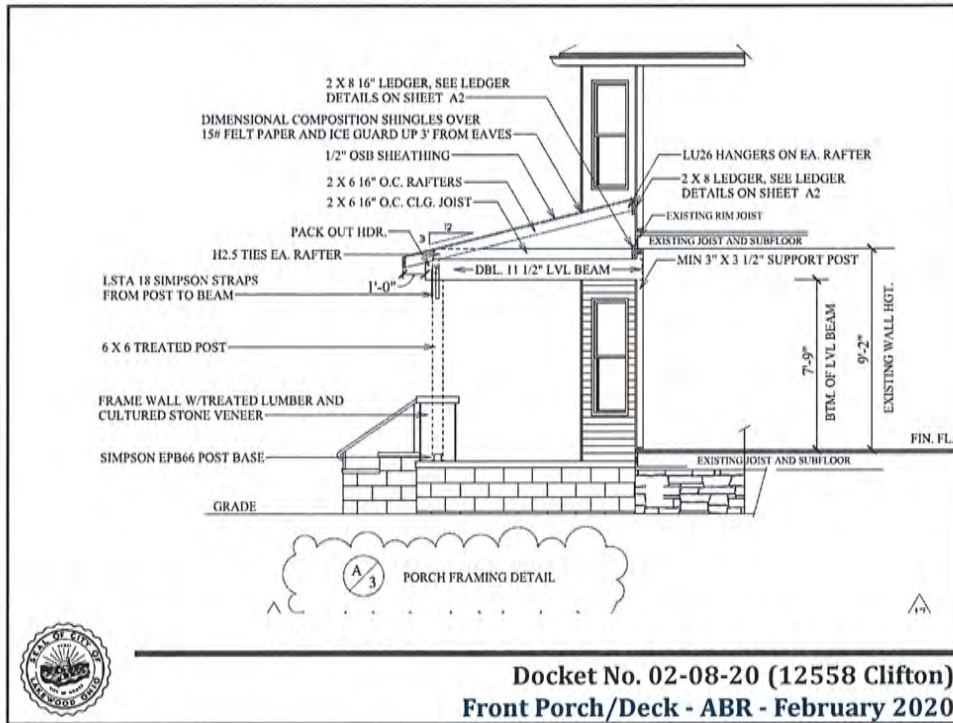 2 X 8 16" LEDGER, SEE LEDGER
DETAILS ON SHEET A2
DIMENSIONAL COMPOSITION SHINGLES OVER
15# FELT PAPER AND ICE GUARD UP 3' FROM EAVES
1/2" OSB SHEATHING
2 X 6 16" O.C. RAFTERS
2 X 6 16" O.C. CLG. JOIST
PACK OUT HDR.
3
12
H2.5 TIES EA. RAFTER
1'-0"
LSTA 18 SIMPSON STRAPS
FROM POST TO BEAM
6 X 6 TREATED POST
FRAME WALL W/TREATED LUMBER AND
CULTURED STONE VENEER
SIMPSON EPB66 POST BASE
GRADE
LU26 HANGERS ON EA. RAFTER
2 X 8 LEDGER, SEE LEDGER
DETAILS ON SHEET A2
EXISTING RIM JOIST
EXISTING JOIST AND SUBFLOOR
DBL. 11 1/2" LVL BEAM
MIN 3" X 3 1/2" SUPPORT POST
7'-9"
BTM. OF LVL BEAM
9'-2"
EXISTING WALL HGT.
FIN. FL.
EXISTING JOIST AND SUBFLOOR
A
3
PORCH FRAMING DETAIL
SEAL OF CITY OF
LAKEWOOD OHIO
Docket No. 02-08-20 (12558 Clifton)
Front Porch/Deck - ABR - February 2020